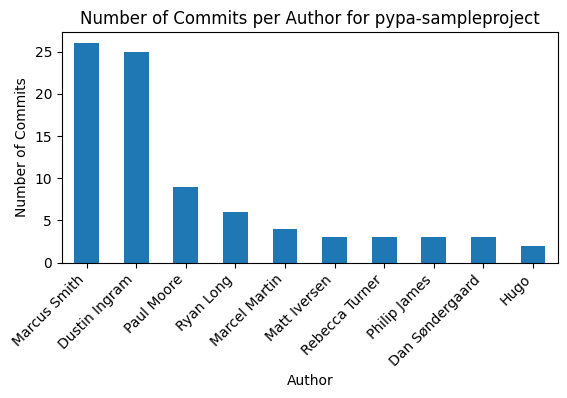 Number of Commits per Author for pypa-sampleproject
Number of Commits
25
20
15
10
5
0
Marcus Smith
Dustin Ingram
Paul Moore
Ryan Long
Marcel Martin
Matt Iversen
Rebecca Turner
Philip James
Dan Søndergaard
Hugo
Author